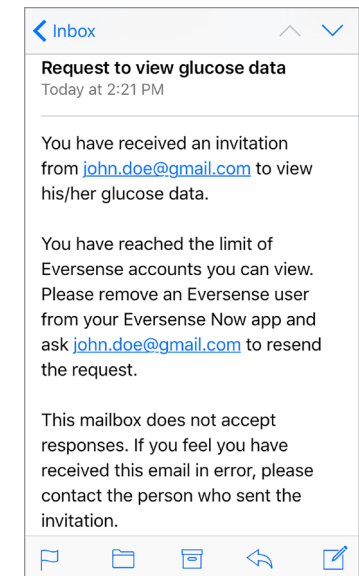 Inbox
Request to view glucose data
Today at 2:21 PM
You have received an invitation
from john.doe@gmail.com to view
his/her glucose data.
You have reached the limit of
Eversense accounts you can view.
Please remove an Eversense user
from your Eversense Now app and
ask john.doe@gmail.com to resend
the request.
This mailbox does not accept
responses. If you feel you have
received this email in error, please
contact the person who sent the
invitation.